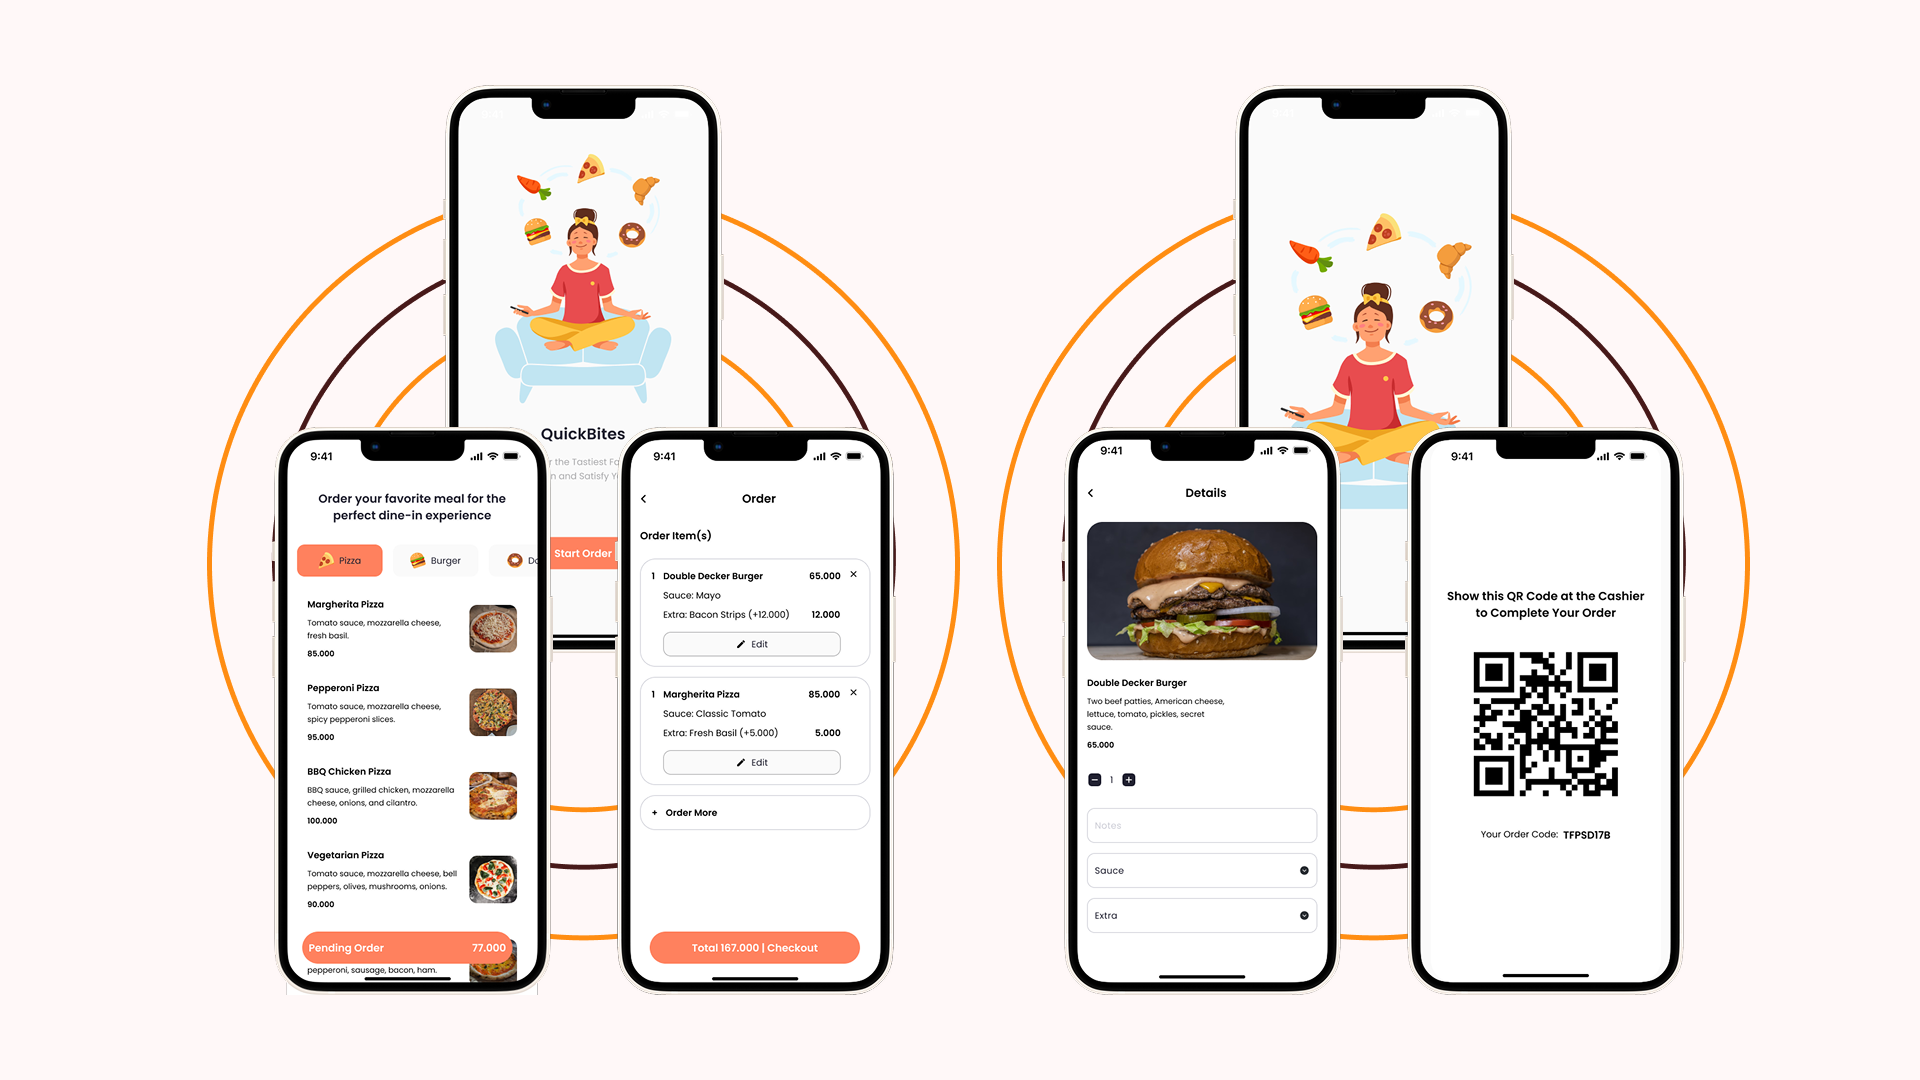 QuickBites
r the Tastiest Fo
n and Satisfy Y
Start Order
9:41
Order your favorite meal for the
perfect dine-in experience
Pizza
Burger
Do
Margherita Pizza
Tomato sauce, mozzarella cheese,
fresh basil.
85.000
Pepperoni Pizza
Tomato sauce, mozzarella cheese,
spicy pepperoni slices.
95.000
BBQ Chicken Pizza
BBQ sauce, grilled chicken, mozzarella
cheese, onions, and cilantro.
100.000
Vegetarian Pizza
Tomato sauce, mozzarella cheese, bell
peppers, olives, mushrooms, onions.
90.000
Pending Order 77.000
pepperoni, sausage, bacon, ham.
9:41
Order
Order Item(s)
1 Double Decker Burger 65.000
Sauce: Mayo
Extra: Bacon Strips (+12.000) 12.000
Edit
1 Margherita Pizza 85.000
Sauce: Classic Tomato
Extra: Fresh Basil (+5.000) 5.000
Edit
+ Order More
Total 167.000 | Checkout
9:41
Details
Double Decker Burger
Two beef patties, American cheese,
lettuce, tomato, pickles, secret
sauce.
65.000
1
Notes
Sauce
Extra
9:41
Show this QR Code at the Cashier
to Complete Your Order
Your Order Code: TFPSD17B